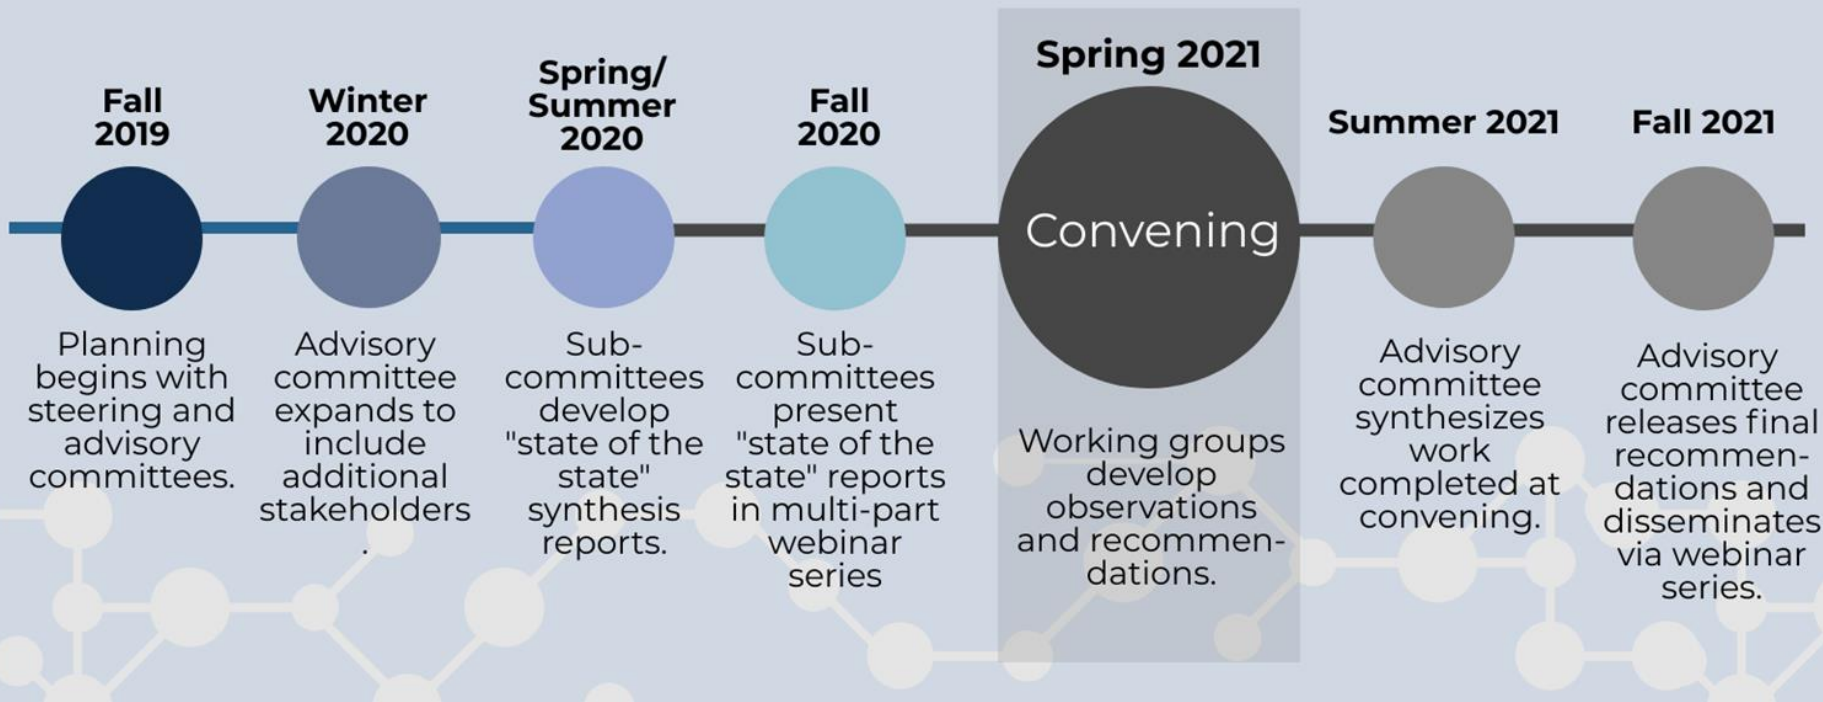 Fall
2019
Planning
begins with
steering and
advisory
committees.
Winter
2020
Advisory
committee
expands to
include
additional
stakeholders
.
Spring/
Summer
2020
Sub-
committees
develop
"state of the
state"
synthesis
reports.
Fall
2020
Sub-
committees
present
"state of the
state" reports
in multi-part
webinar
series
Spring 2021
Convening
Working groups
develop
observations
and recommen-
dations.
Summer 2021
Advisory
committee
synthesizes
work
completed at
convening.
Fall 2021
Advisory
committee
releases final
recommen-
dations and
disseminates
via webinar
series.